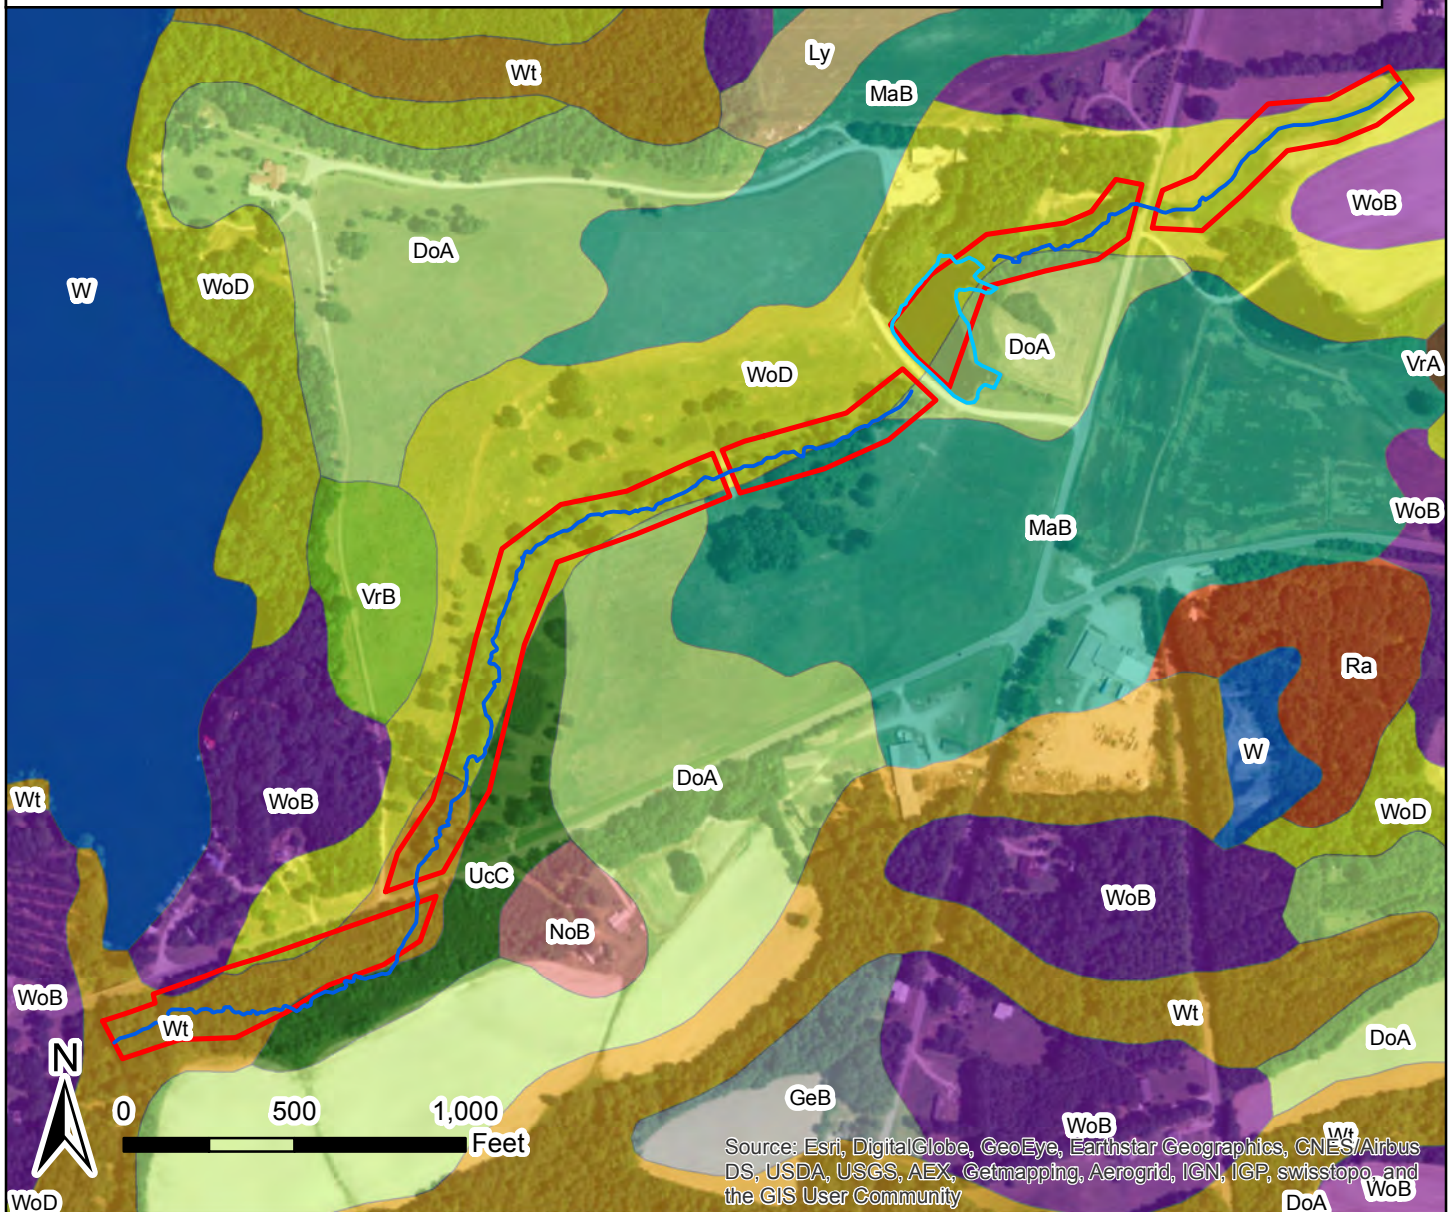 Ly
Wt
MaB
WoB
DoA
WoD
W
DoA
VrA
WoD
WoB
MaB
VrB
Ra
W
DoA
Wt
WoB
WoD
UcC
WoB
NoB
WoB
Wt
Wt
DoA
N
GeB
0 500 1,000
Feet
WoB
Wt
Source: Esri, DigitalGlobe, GeoEye, Earthstar Geographics, CNES/Airbus
DS, USDA, USGS, AEX, Getmapping, Aerogrid, IGN, IGP, swisstopo, and
the GIS User Community
WoB
WoD
DoA